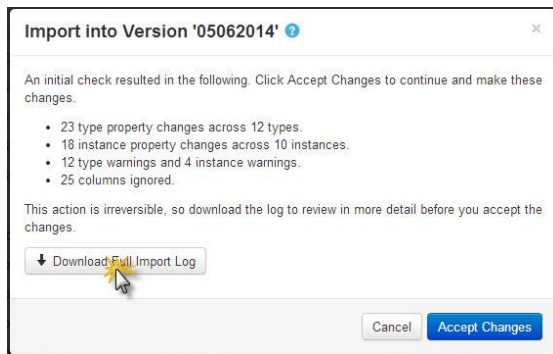 Import into Version '05062014' ?
×
An initial check resulted in the following. Click Accept Changes to continue and make these
changes.
• 23 type property changes across 12 types.
• 18 instance property changes across 10 instances.
• 12 type warnings and 4 instance warnings.
• 25 columns ignored.
This action is irreversible, so download the log to review in more detail before you accept the
changes.
Download Full Import Log
Cancel Accept Changes